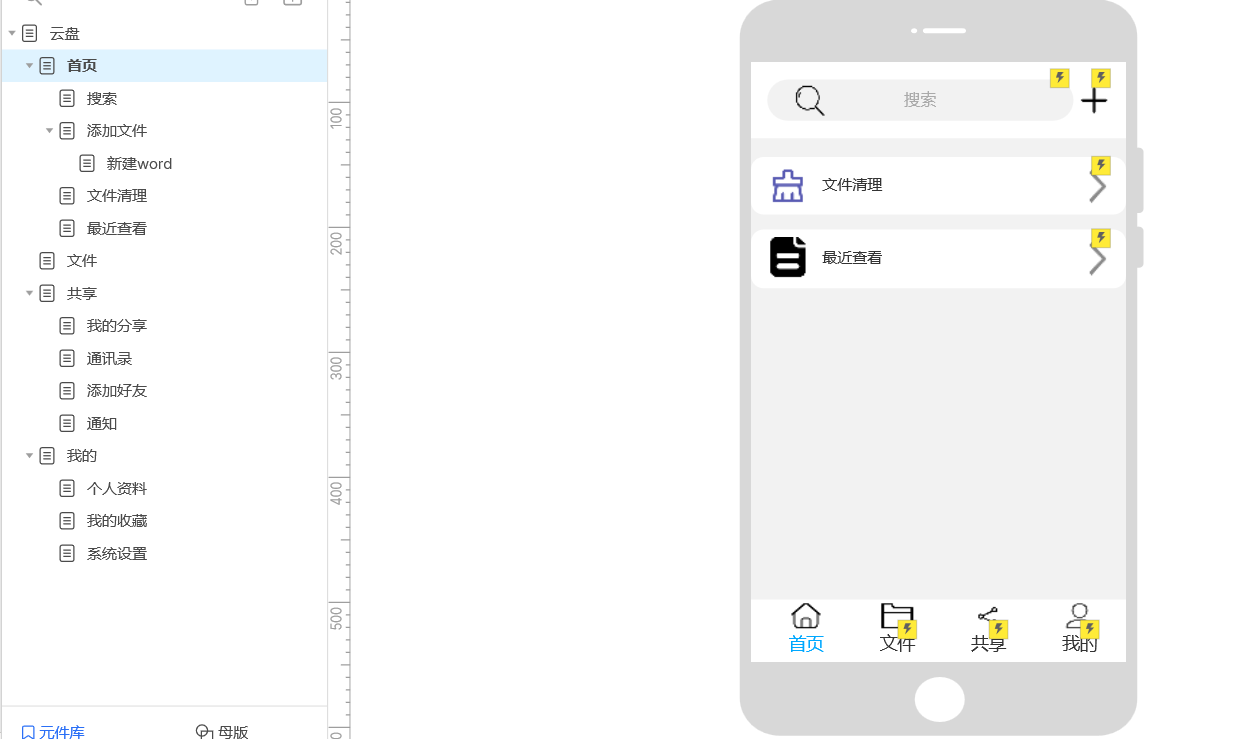 云盘
首页
搜索
添加文件
新建word
文件清理
最近查看
文件
共享
我的分享
通讯录
添加好友
通知
我的
个人资料
我的收藏
系统设置
元件库
母版
100
200
300
400
500
搜索
文件清理
最近查看
首页
文件
共享
我的